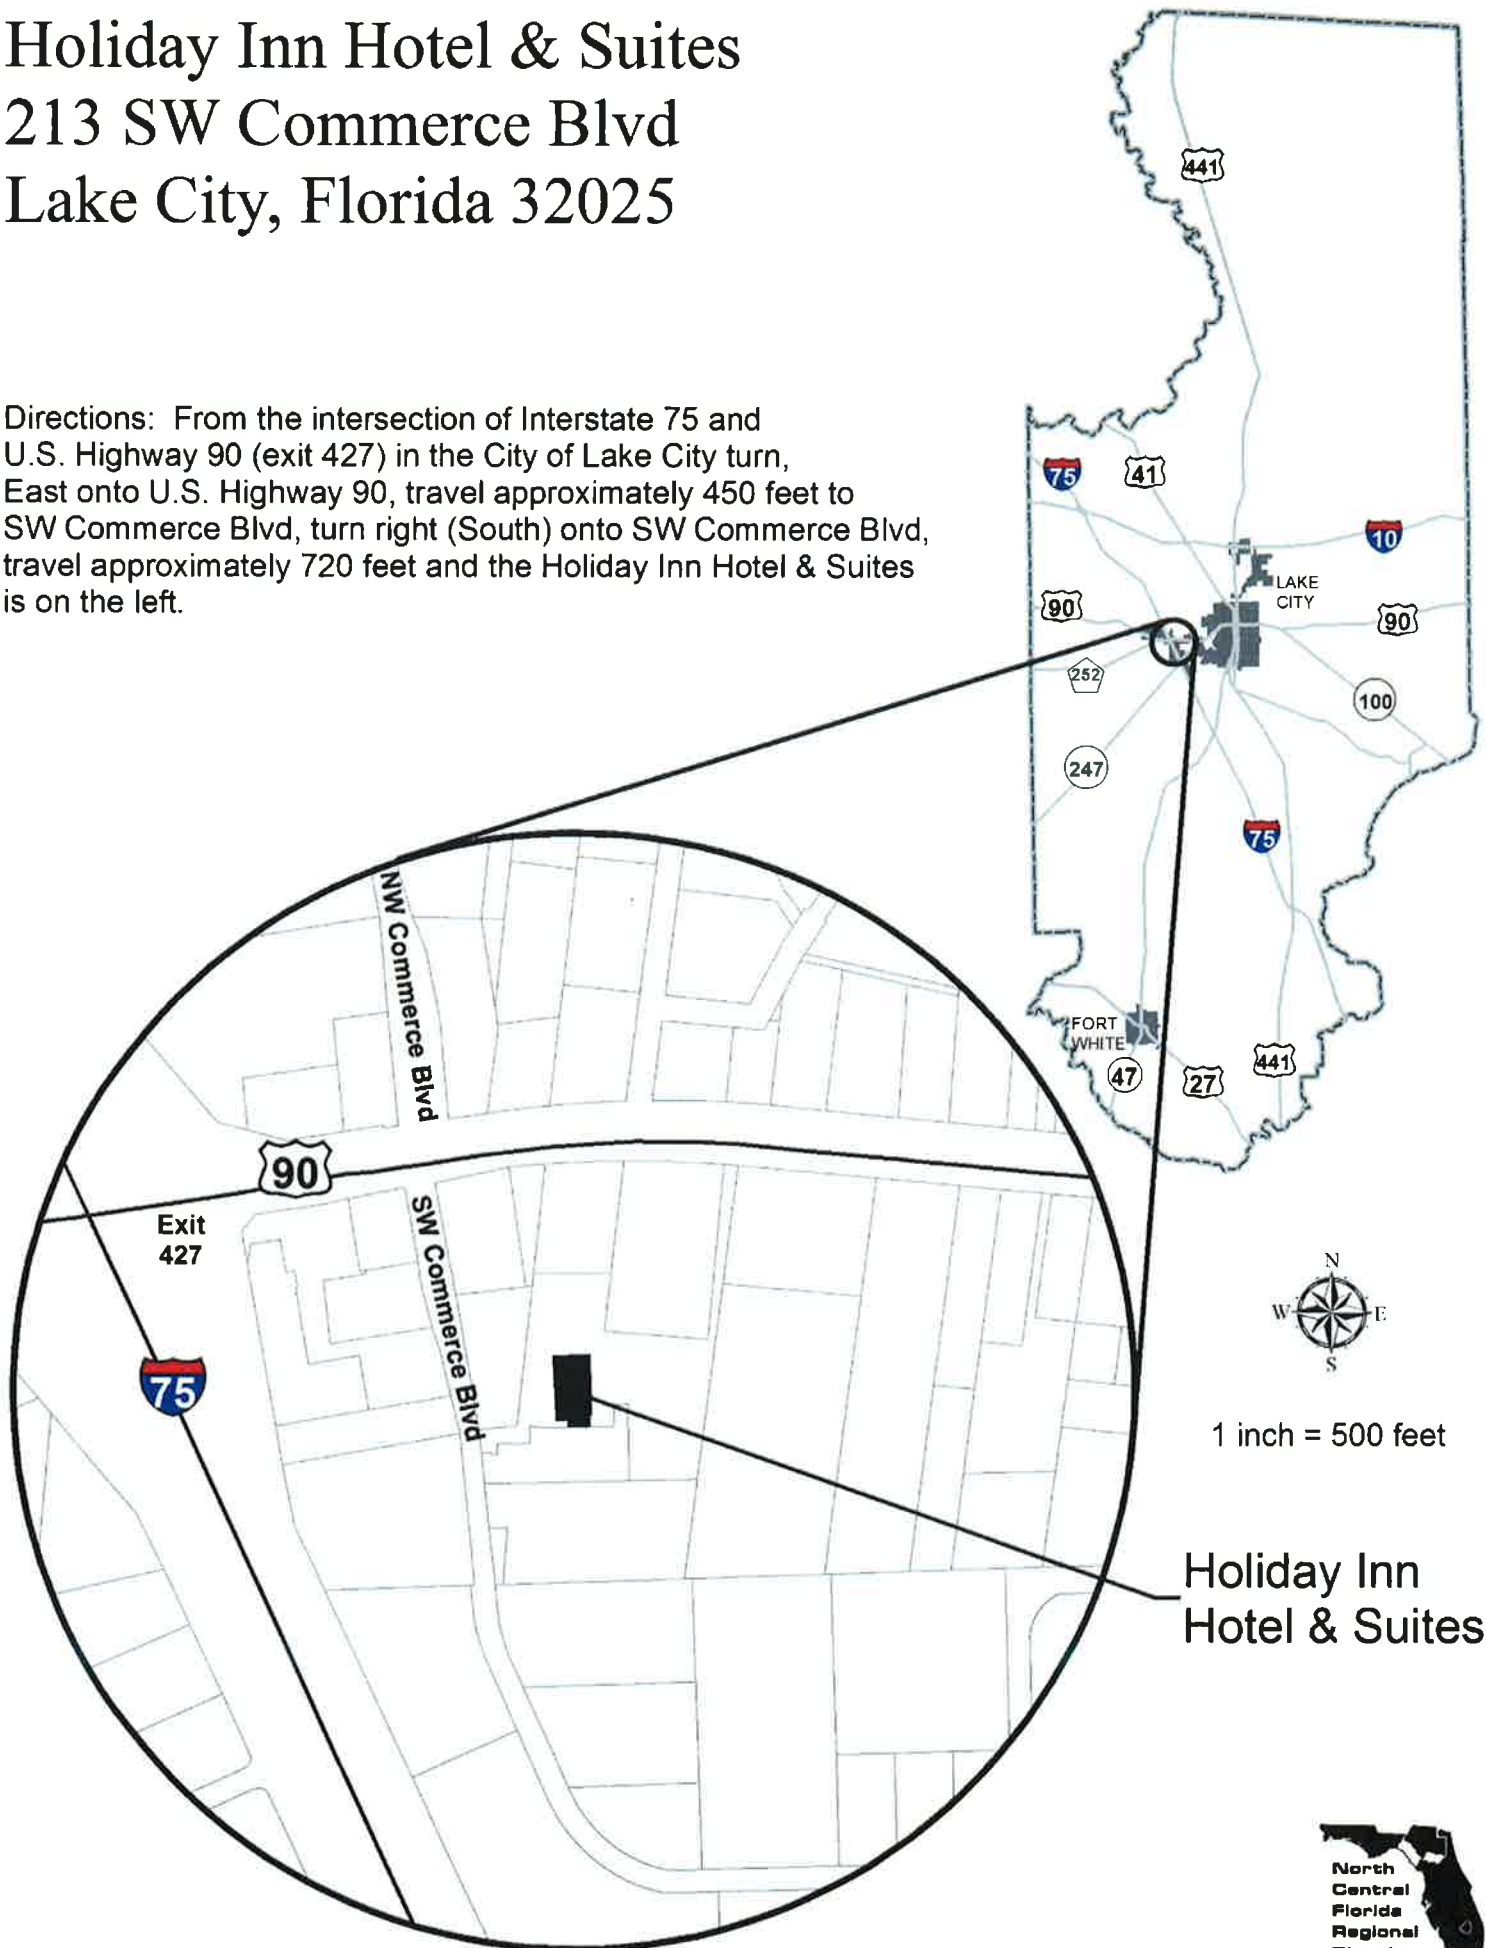 Holiday Inn Hotel & Suites
213 SW Commerce Blvd
Lake City, Florida 32025
Directions: From the intersection of Interstate 75 and
U.S. Highway 90 (exit 427) in the City of Lake City turn,
East onto U.S. Highway 90, travel approximately 450 feet to
SW Commerce Blvd, turn right (South) onto SW Commerce Blvd,
travel approximately 720 feet and the Holiday Inn Hotel & Suites
is on the left.
441
75
41
10
LAKE
CITY
90
90
252
100
247
75
FORT
WHITE
47
27
441
NW Commerce Blvd
90
Exit
427
SW Commerce Blvd
75
N
W
E
S
1 inch = 500 feet
Holiday Inn
Hotel & Suites
North
Central
Florida
Regional